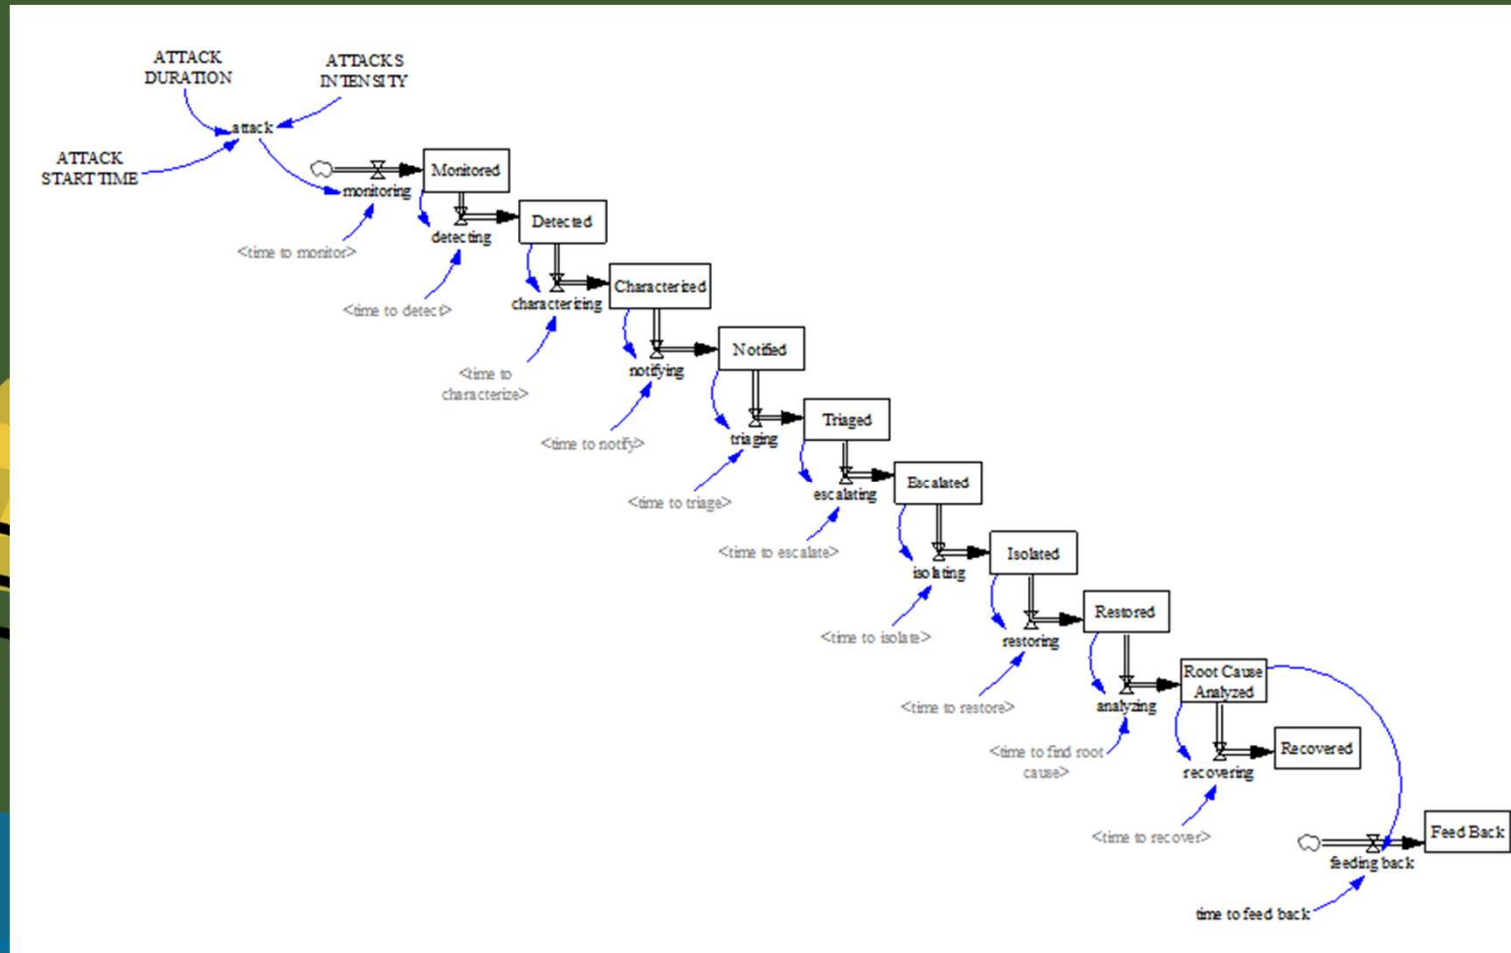 ATTACK
DURATION
ATTACKS
INTENSITY
attack
ATTACK
START TIME
Monitored
monitoring
<time to monitor>
Detected
detecting
<time to detect>
Characterized
characterizing
<time to
characterize>
Notified
notifying
<time to notify>
Triaged
triaging
<time to triage>
Escalated
escalating
<time to escalate>
Isolated
isolating
<time to isolate>
Restored
restoring
<time to restore>
Root Cause
Analyzed
analyzing
<time to find root
cause>
Recovered
recovering
<time to recover>
Feed Back
feeding back
time to feed back